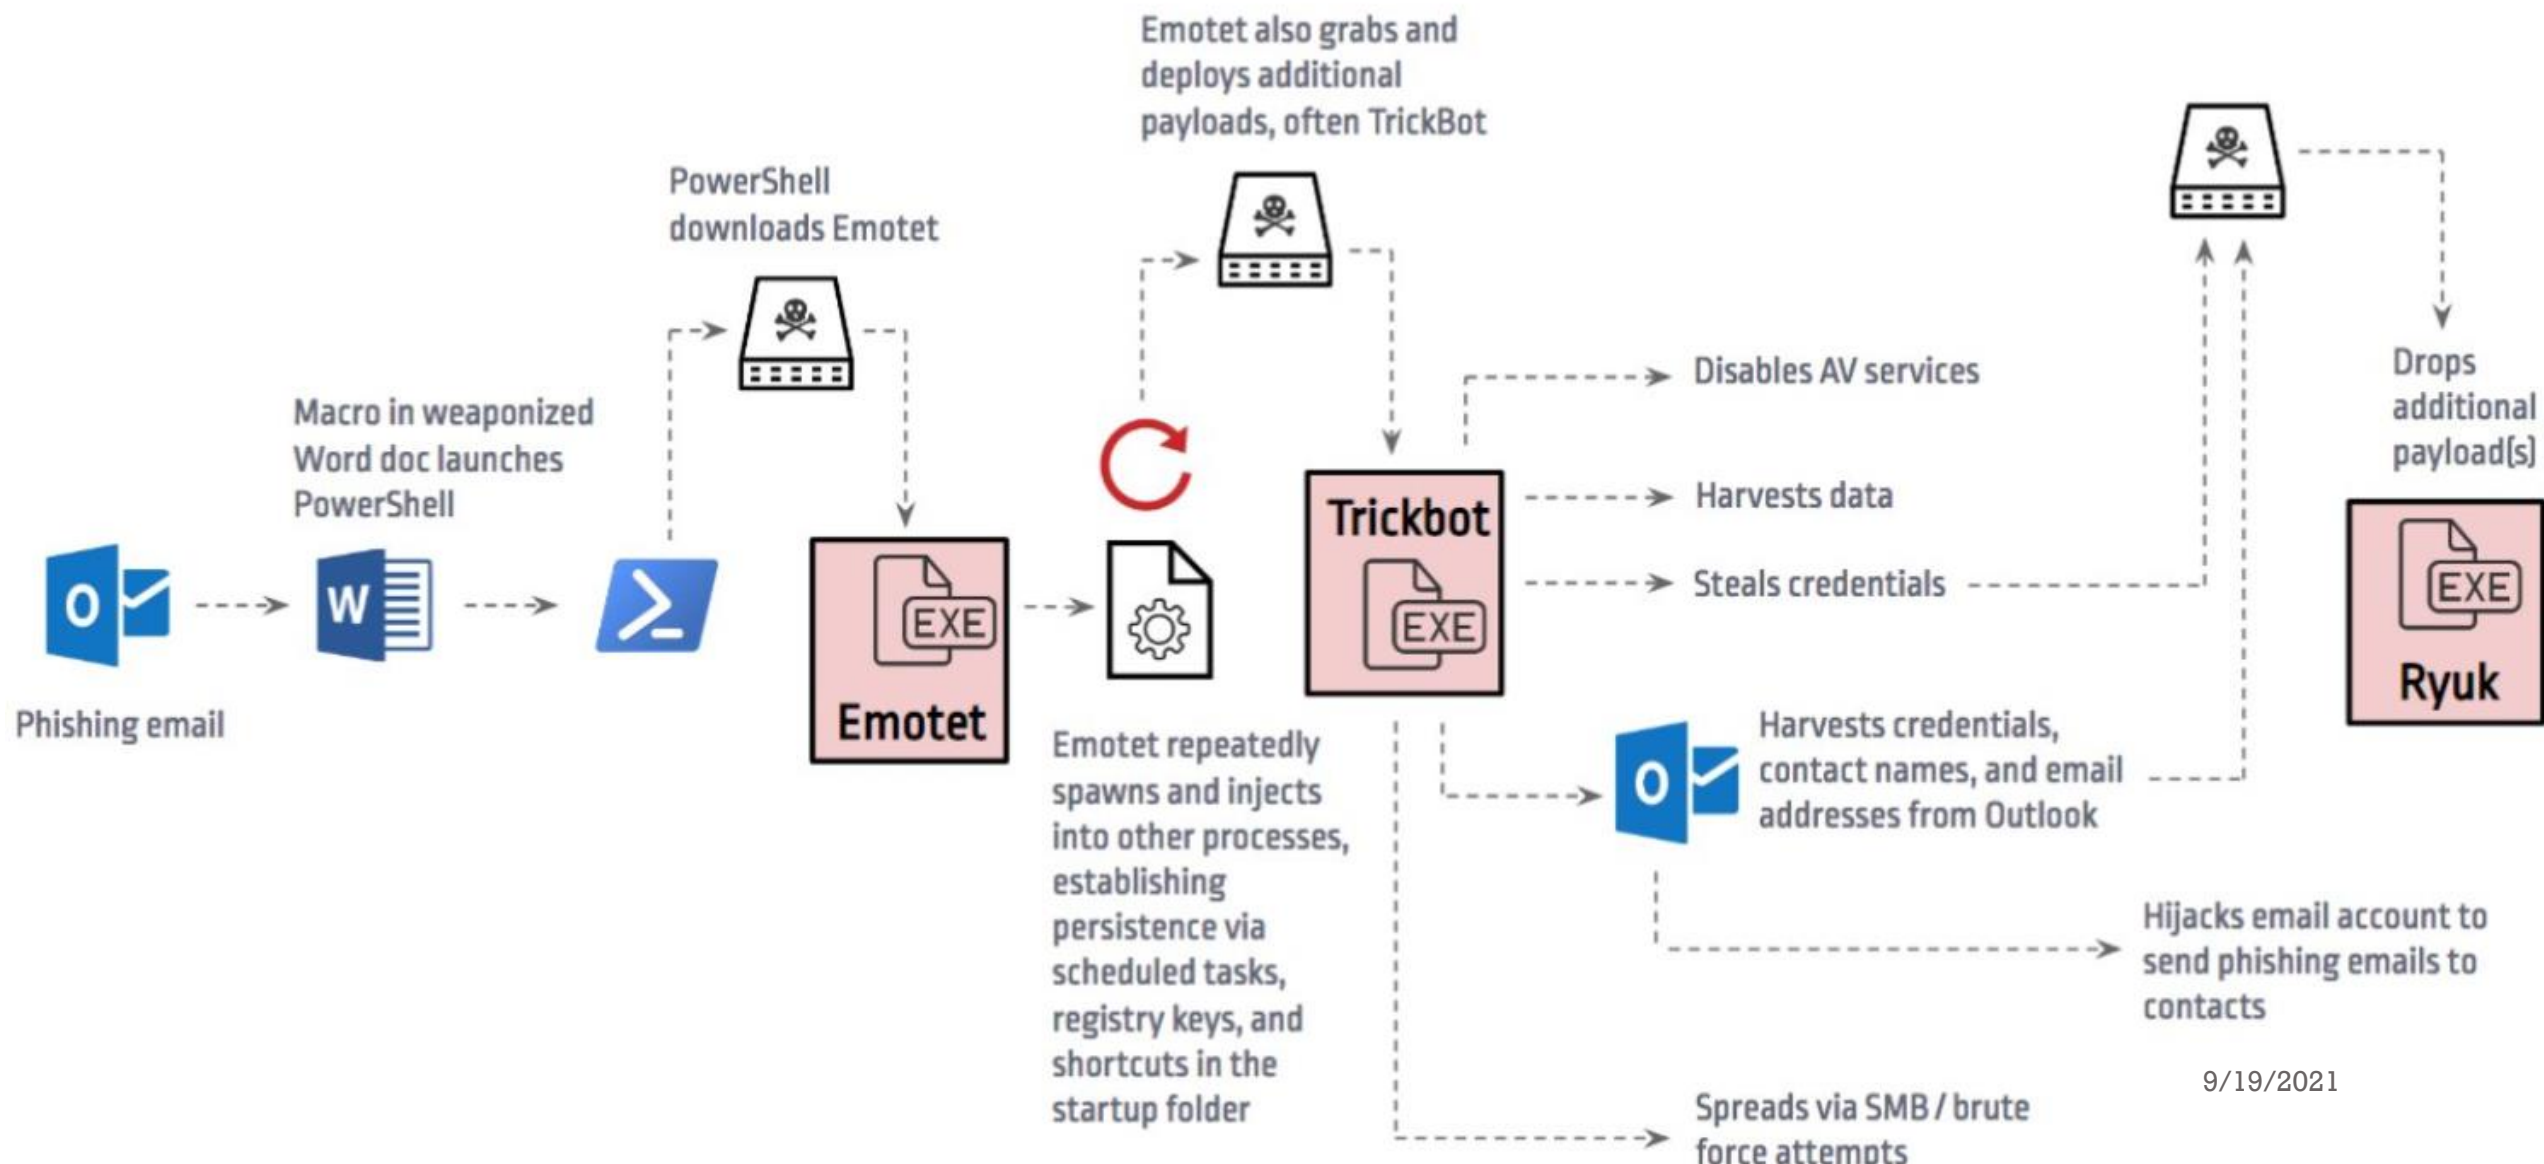 Emotet also grabs and
deploys additional
payloads, often TrickBot
PowerShell
downloads Emotet
Macro in weaponized
Word doc launches
PowerShell
O
W
Phishing email
EXE
Emotet
Emotet repeatedly
spawns and injects
into other processes,
establishing
persistence via
scheduled tasks,
registry keys, and
shortcuts in the
startup folder
Trickbot
EXE
Disables AV services
Harvests data
Steals credentials
O
Harvests credentials,
contact names, and email
addresses from Outlook
Drops
additional
payload(s)
EXE
Ryuk
Hijacks email account to
send phishing emails to
contacts
9/19/2021
Spreads via SMB / brute
force attempts